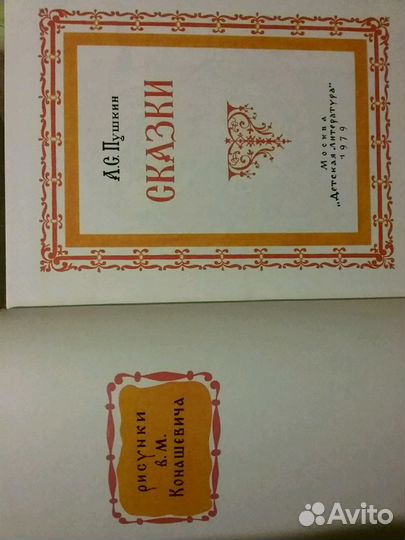 А.С. Пушкин
СКАЗКИ
Москва
„Детская Литература"
1979
рисунки
В. М.
Конашевича
Avito